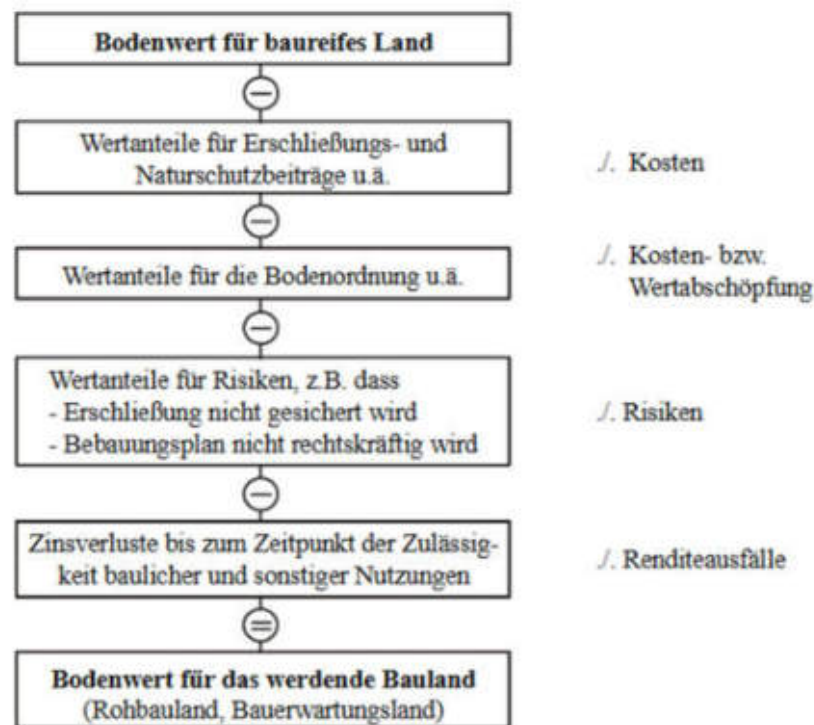 Bodenwert für baureifes Land
Wertanteile für Erschließungs- und
Naturschutzbeiträge u.ä.
./. Kosten
Wertanteile für die Bodenordnung u.ä.
./. Kosten- bzw.
Wertabschöpfung
Wertanteile für Risiken, z.B. dass
- Erschließung nicht gesichert wird
- Bebauungsplan nicht rechtskräftig wird
./. Risiken
Zinsverluste bis zum Zeitpunkt der Zulässig-
keit baulicher und sonstiger Nutzungen
./. Renditeausfälle
Bodenwert für das werdende Bauland
(Rohbauland, Bauerwartungsland)